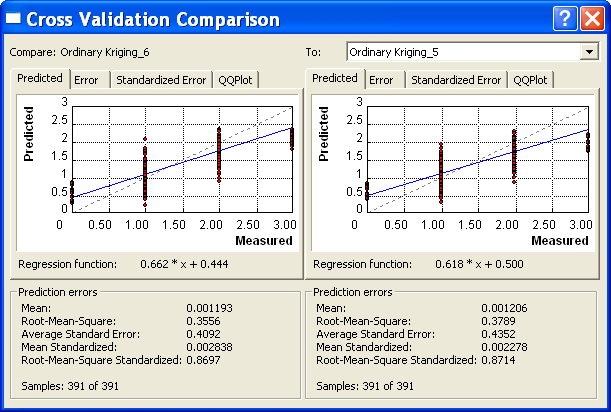 Cross Validation Comparison
Compare: Ordinary Kriging_6
To: Ordinary Kriging_5
Predicted Error Standardized Error QQPlot
Predicted
3
2.5
2
1.5
1
0.5
0
0 0.50 1.00 1.50 2.00 2.50 3.00
Measured
Regression function: 0.662 * x + 0.444
Predicted Error Standardized Error QQPlot
Predicted
3
2.5
2
1.5
1
0.5
0
0 0.50 1.00 1.50 2.00 2.50 3.00
Measured
Regression function: 0.618 * x + 0.500
Prediction errors
Mean: 0.001193
Root-Mean-Square: 0.3556
Average Standard Error: 0.4092
Mean Standardized: 0.002838
Root-Mean-Square Standardized: 0.8697
Samples: 391 of 391
Prediction errors
Mean: 0.001206
Root-Mean-Square: 0.3789
Average Standard Error: 0.4352
Mean Standardized: 0.002278
Root-Mean-Square Standardized: 0.8714
Samples: 391 of 391